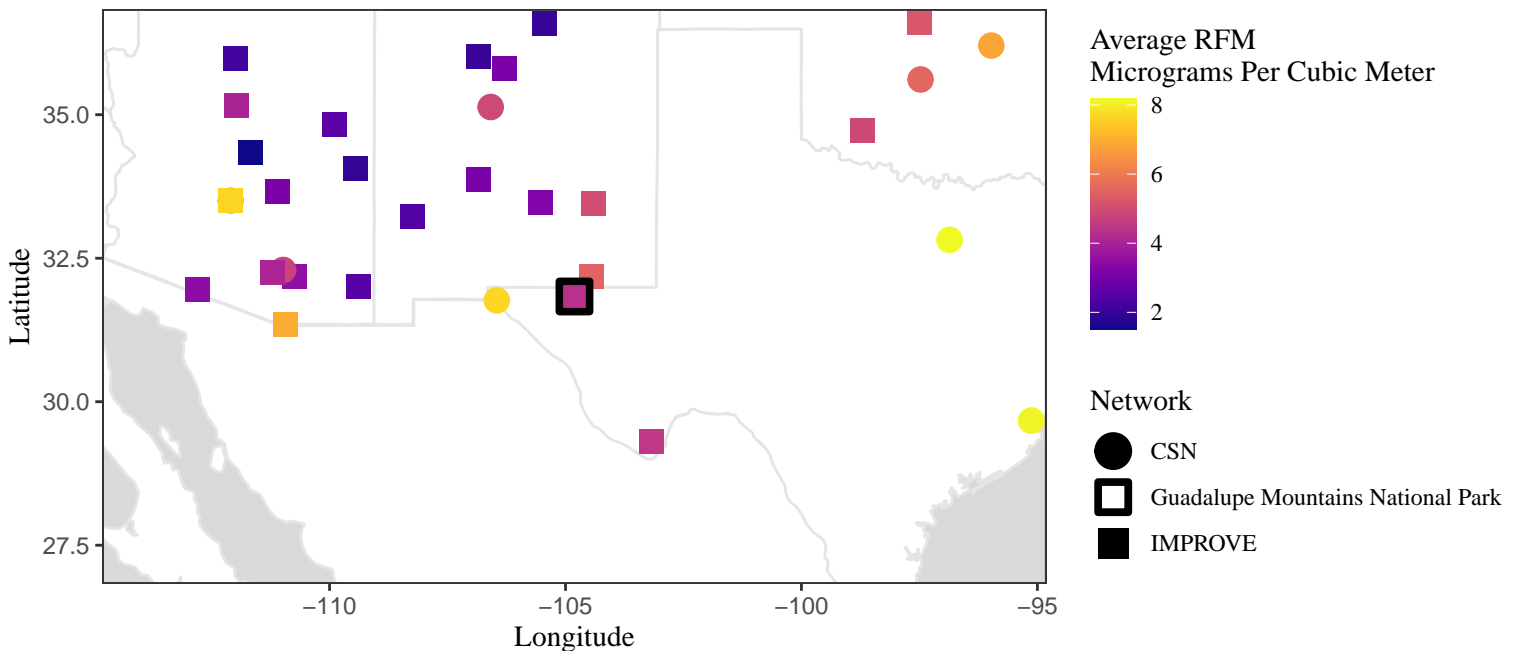 Average RFM
Micrograms Per Cubic Meter
8
6
4
2
Network
CSN
Guadalupe Mountains National Park
IMPROVE
Latitude
35.0
32.5
30.0
27.5
−110
−105
−100
−95
Longitude